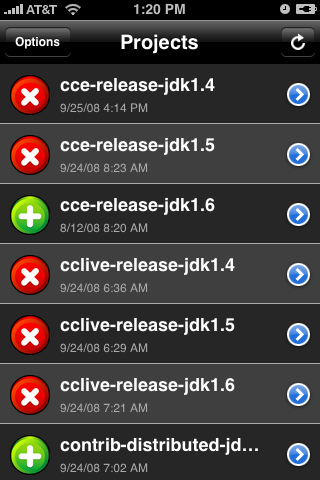 AT&T 1:20 PM
Options Projects
cce-release-jdk1.4
9/25/08 4:14 PM
cce-release-jdk1.5
9/24/08 8:23 AM
cce-release-jdk1.6
8/12/08 8:20 AM
cclive-release-jdk1.4
9/24/08 6:36 AM
cclive-release-jdk1.5
9/24/08 6:29 AM
cclive-release-jdk1.6
9/24/08 7:21 AM
contrib-distributed-jd...
9/24/08 7:02 AM